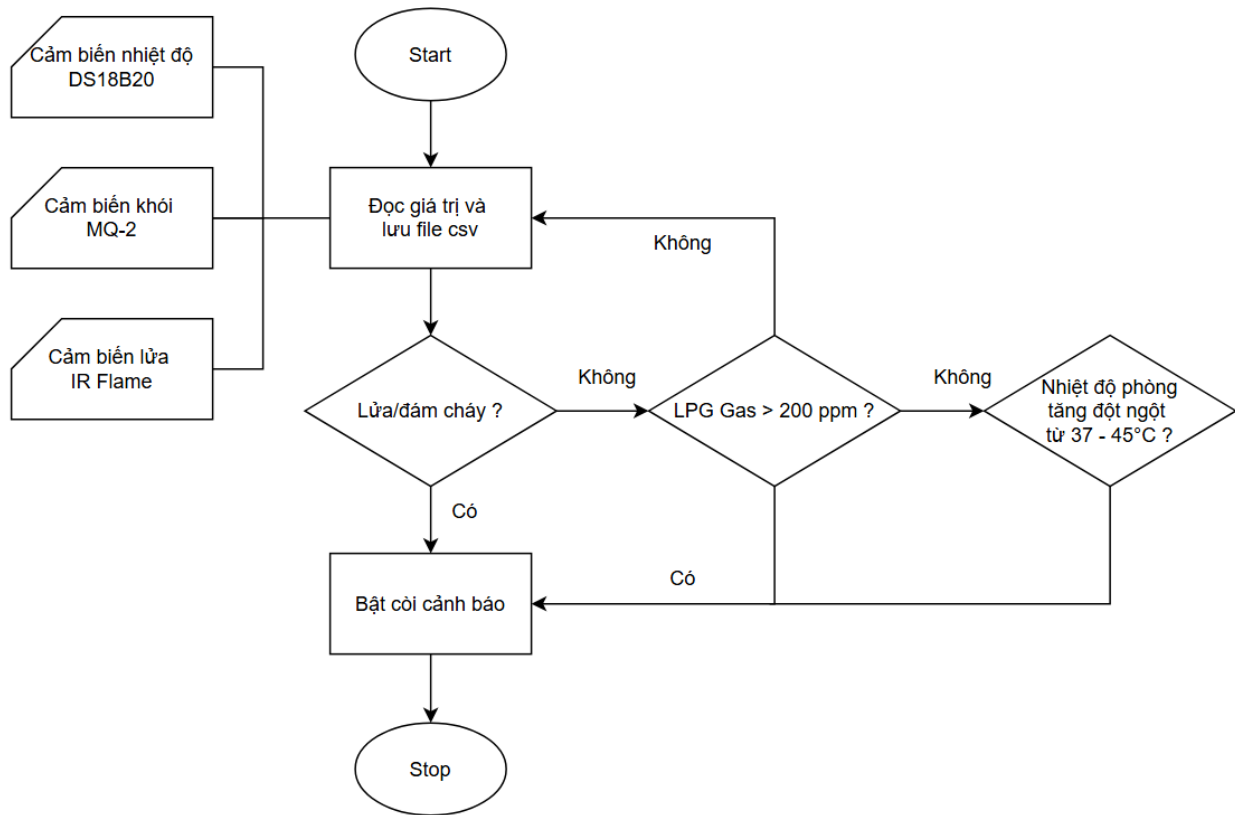 Cảm biến nhiệt độ
DS18B20
Start
Cảm biến khói
MQ-2
Đọc giá trị và
lưu file csv
Không
Cảm biến lửa
IR Flame
Lửa/đám cháy ?
Không
LPG Gas > 200 ppm ?
Không
Nhiệt độ phòng
tăng đột ngột
từ 37 - 45°C ?
Có
Bật còi cảnh báo
Có
Stop